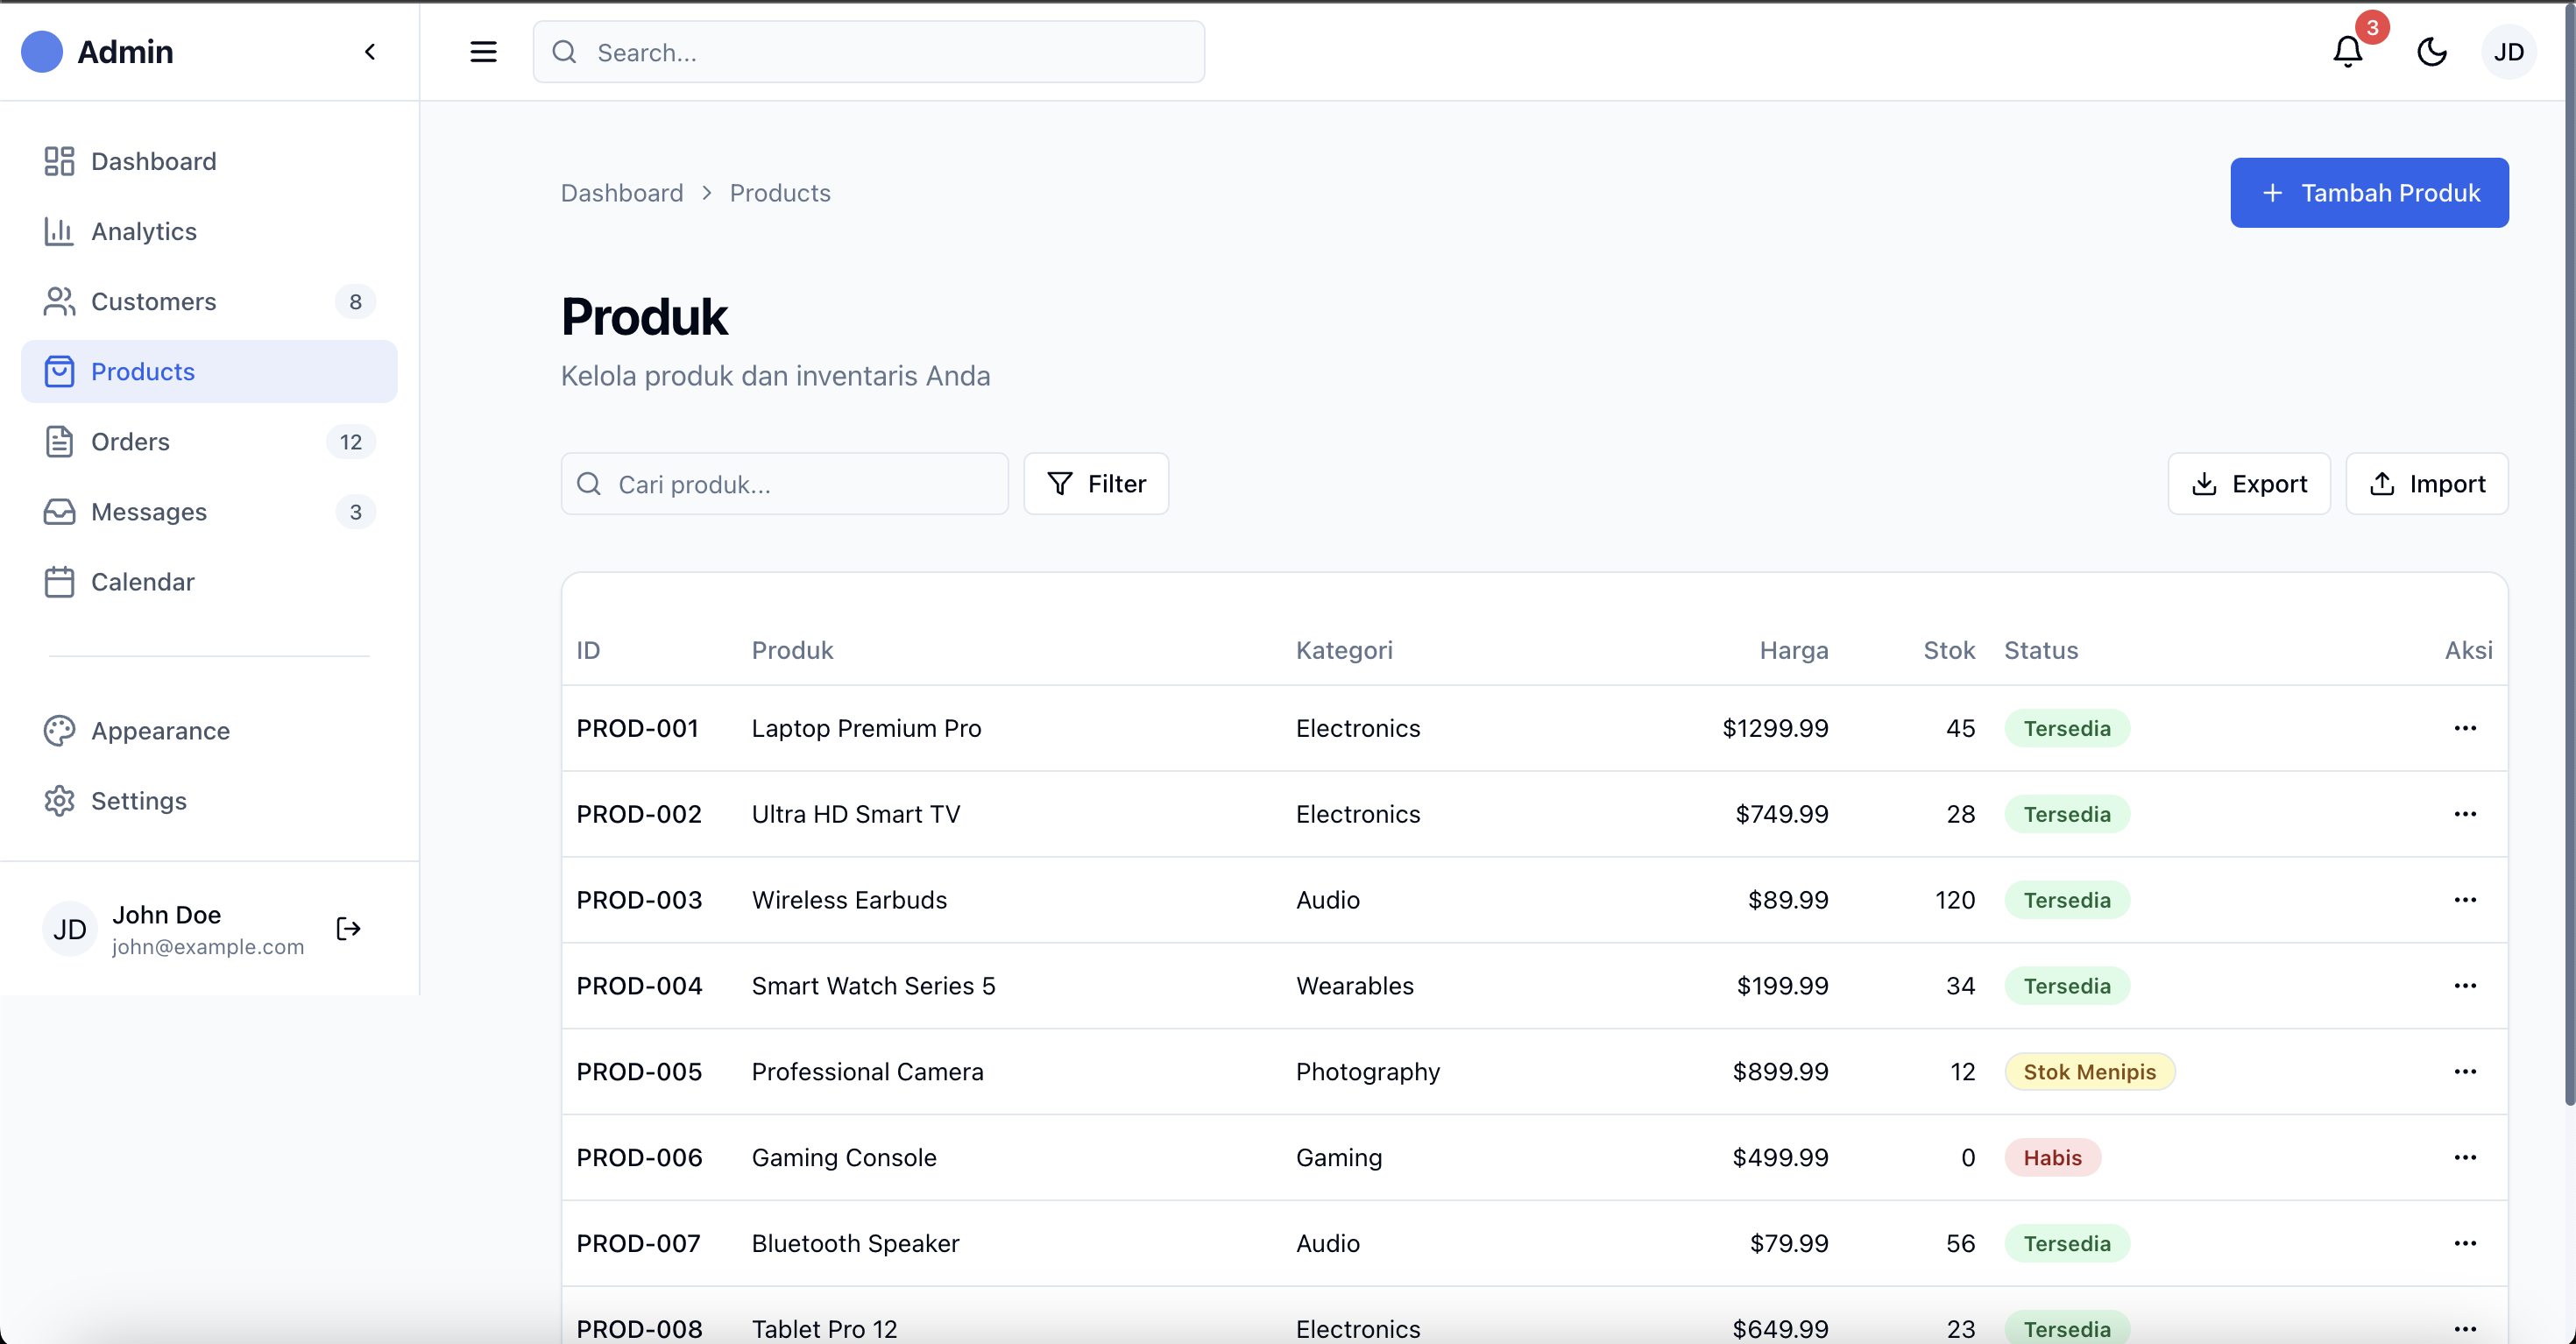 Admin
Search...
3
JD
Dashboard
Analytics
Customers 8
Products
Orders 12
Messages 3
Calendar
Appearance
Settings
JD
John Doe
john@example.com
Dashboard > Products
+ Tambah Produk
Produk
Kelola produk dan inventaris Anda
Cari produk...
Filter
Export
Import
ID Produk Kategori Harga Stok Status Aksi
PROD-001 Laptop Premium Pro Electronics $1299.99 45 Tersedia ...
PROD-002 Ultra HD Smart TV Electronics $749.99 28 Tersedia ...
PROD-003 Wireless Earbuds Audio $89.99 120 Tersedia ...
PROD-004 Smart Watch Series 5 Wearables $199.99 34 Tersedia ...
PROD-005 Professional Camera Photography $899.99 12 Stok Menipis ...
PROD-006 Gaming Console Gaming $499.99 0 Habis ...
PROD-007 Bluetooth Speaker Audio $79.99 56 Tersedia ...
PROD-008 Tablet Pro 12 Electronics $649.99 23 Tersedia ...